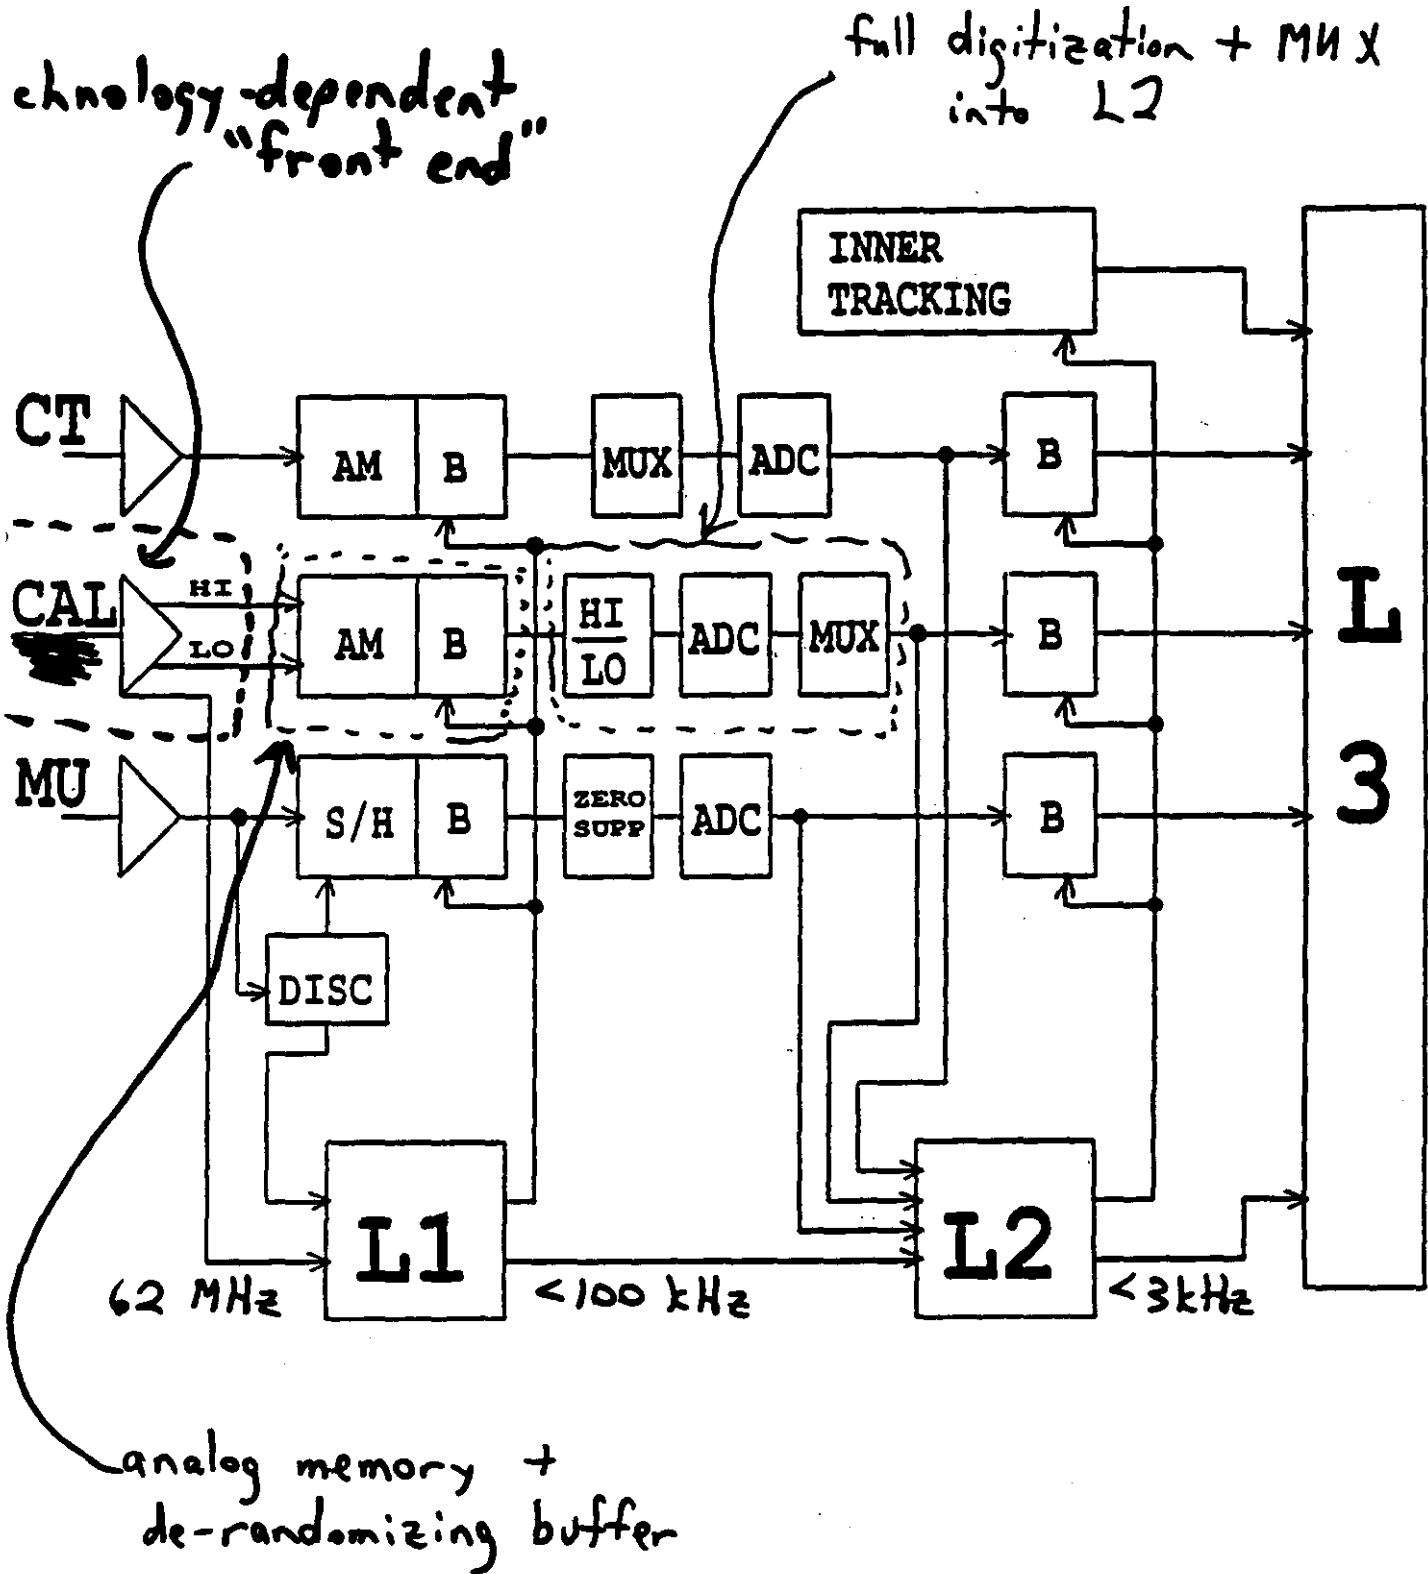 full digitization + MUX
into L2
chnology-dependent
"front end"
INNER
TRACKING
CT
AM
B
MUX
ADC
B
CAL
HI
LO
AM
B
HI
LO
ADC
MUX
B
L
3
MU
S/H
B
ZERO
SUPP
ADC
B
DISC
L1
L2
62 MHz
<100 kHz
<3kHz
analog memory +
de-randomizing buffer